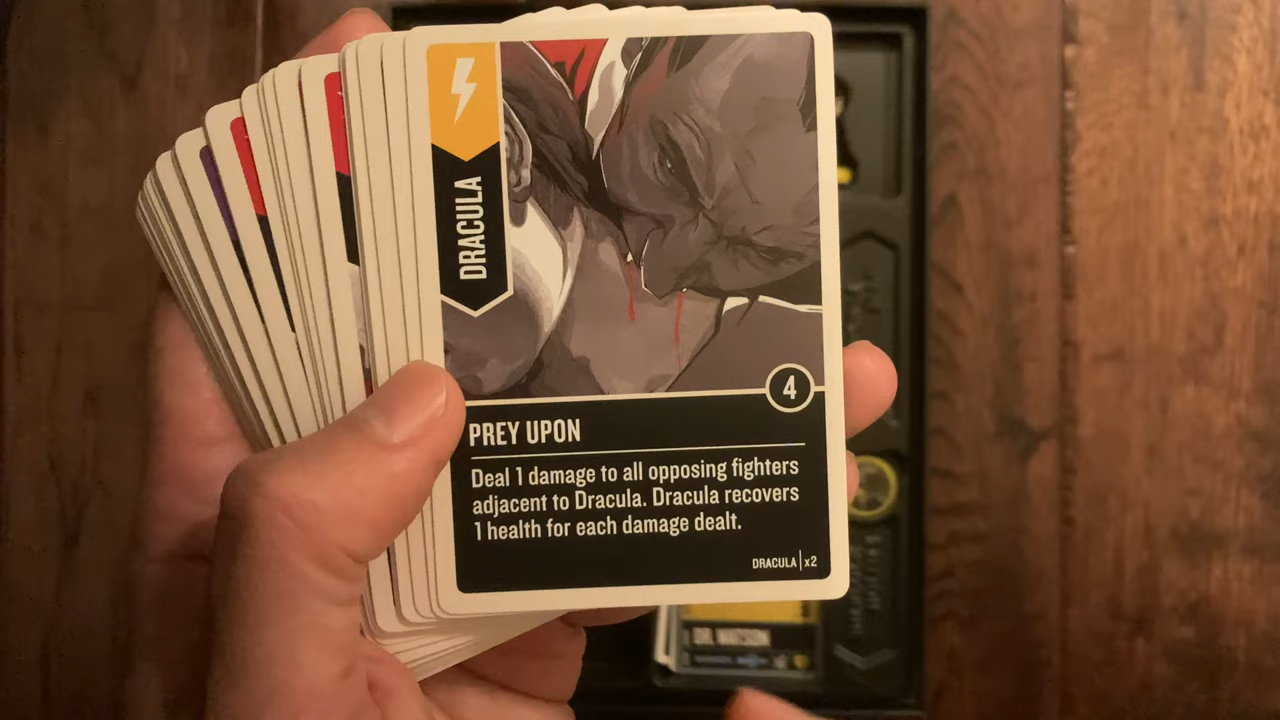 DRACULA
4
PREY UPON
Deal 1 damage to all opposing fighters
adjacent to Dracula. Dracula recovers
1 health for each damage dealt.
DRACULA | x2
DR. WATSON